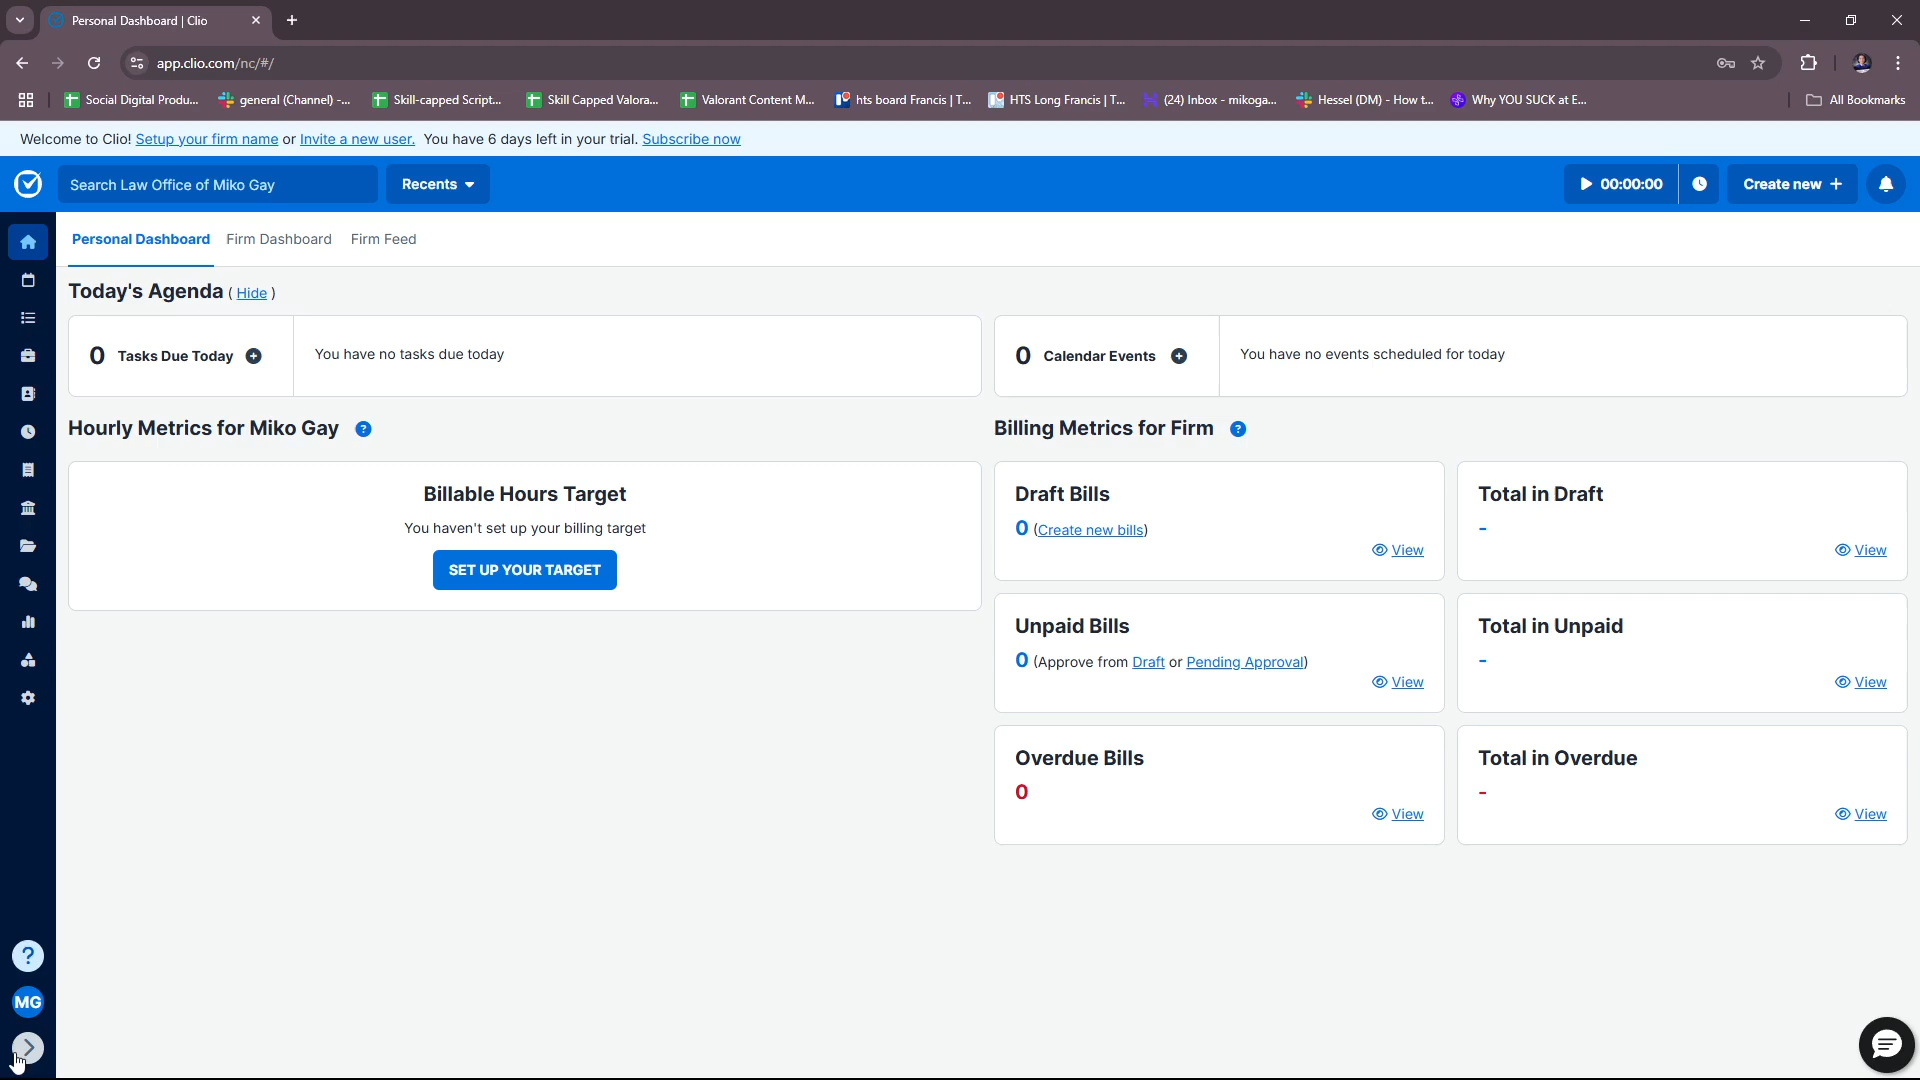 Personal Dashboard | Clio
app.clio.com/nc/#/
Social Digital Produ...
general (Channel) -...
Skill-capped Script...
Skill Capped Valora...
Valorant Content M...
hts board Francis | T...
HTS Long Francis | T...
(24) Inbox - mikoga...
Hessel (DM) - How t...
Why YOU SUCK at E...
All Bookmarks
Welcome to Clio! Setup your firm name or Invite a new user. You have 6 days left in your trial. Subscribe now
Search Law Office of Miko Gay
Recents
00:00:00
Create new +
Personal Dashboard
Firm Dashboard
Firm Feed
Today's Agenda ( Hide )
0 Tasks Due Today
You have no tasks due today
0 Calendar Events
You have no events scheduled for today
Hourly Metrics for Miko Gay ?
Billing Metrics for Firm ?
Billable Hours Target
You haven't set up your billing target
SET UP YOUR TARGET
Draft Bills
0 (Create new bills)
View
Total in Draft
-
View
Unpaid Bills
0 (Approve from Draft or Pending Approval)
View
Total in Unpaid
-
View
Overdue Bills
0
View
Total in Overdue
-
View
?
MG